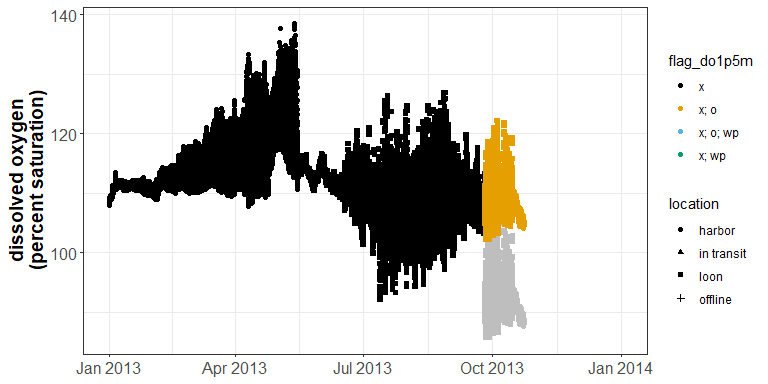 dissolved oxygen
(percent saturation)
140
120
100
Jan 2013
Apr 2013
Jul 2013
Oct 2013
Jan 2014
flag_do1p5m
x
x; o
x; o; wp
x; wp
location
harbor
in transit
loon
offline